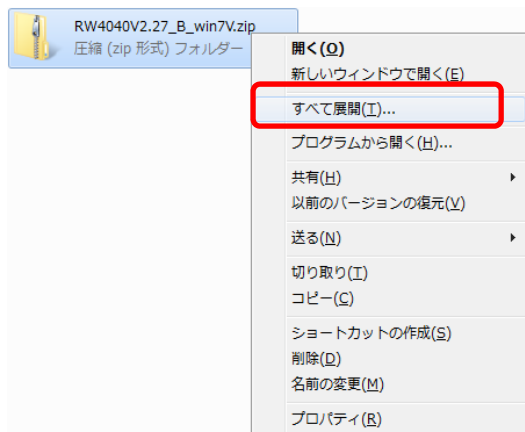 RW4040V2.27_B_win7V.zip
圧縮 (zip 形式) フォルダー
開く(O)
新しいウィンドウで開く(E)
すべて展開(T)...
プログラムから開く(H)...
共有(H)
以前のバージョンの復元(V)
送る(N)
切り取り(T)
コピー(C)
ショートカットの作成(S)
削除(D)
名前の変更(M)
プロパティ(R)